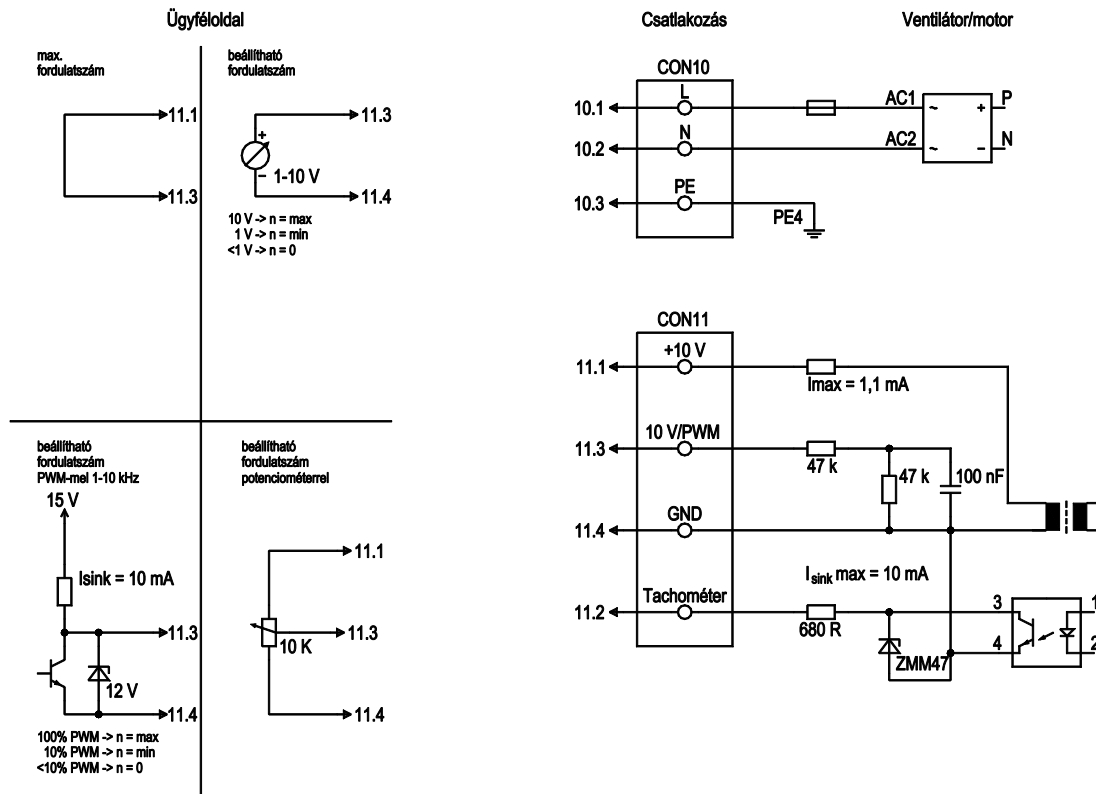 Ügyféloldal
max.
fordulatszám
11.1
11.3
beállítható
fordulatszám
11.3
+
1-10 V
–
11.4
10 V -> n = max
1 V -> n = min
<1 V -> n = 0
beállítható
fordulatszám
PWM-mel 1-10 kHz
15 V
Isink = 10 mA
11.3
12 V
11.4
100% PWM -> n = max
10% PWM -> n = min
<10% PWM -> n = 0
beállítható
fordulatszám
potenciométerrel
11.1
11.3
10 K
11.4
Csatlakozás
Ventilátor/motor
CON10
L
10.1
AC1
~ + P
N
10.2
AC2
~ – N
PE
10.3
PE4
CON11
+10 V
11.1
Imax = 1,1 mA
10 V/PWM
11.3
47 k
47 k
100 nF
GND
11.4
Isink max = 10 mA
Tachométer
11.2
680 R
ZMM47
3
4
1
2